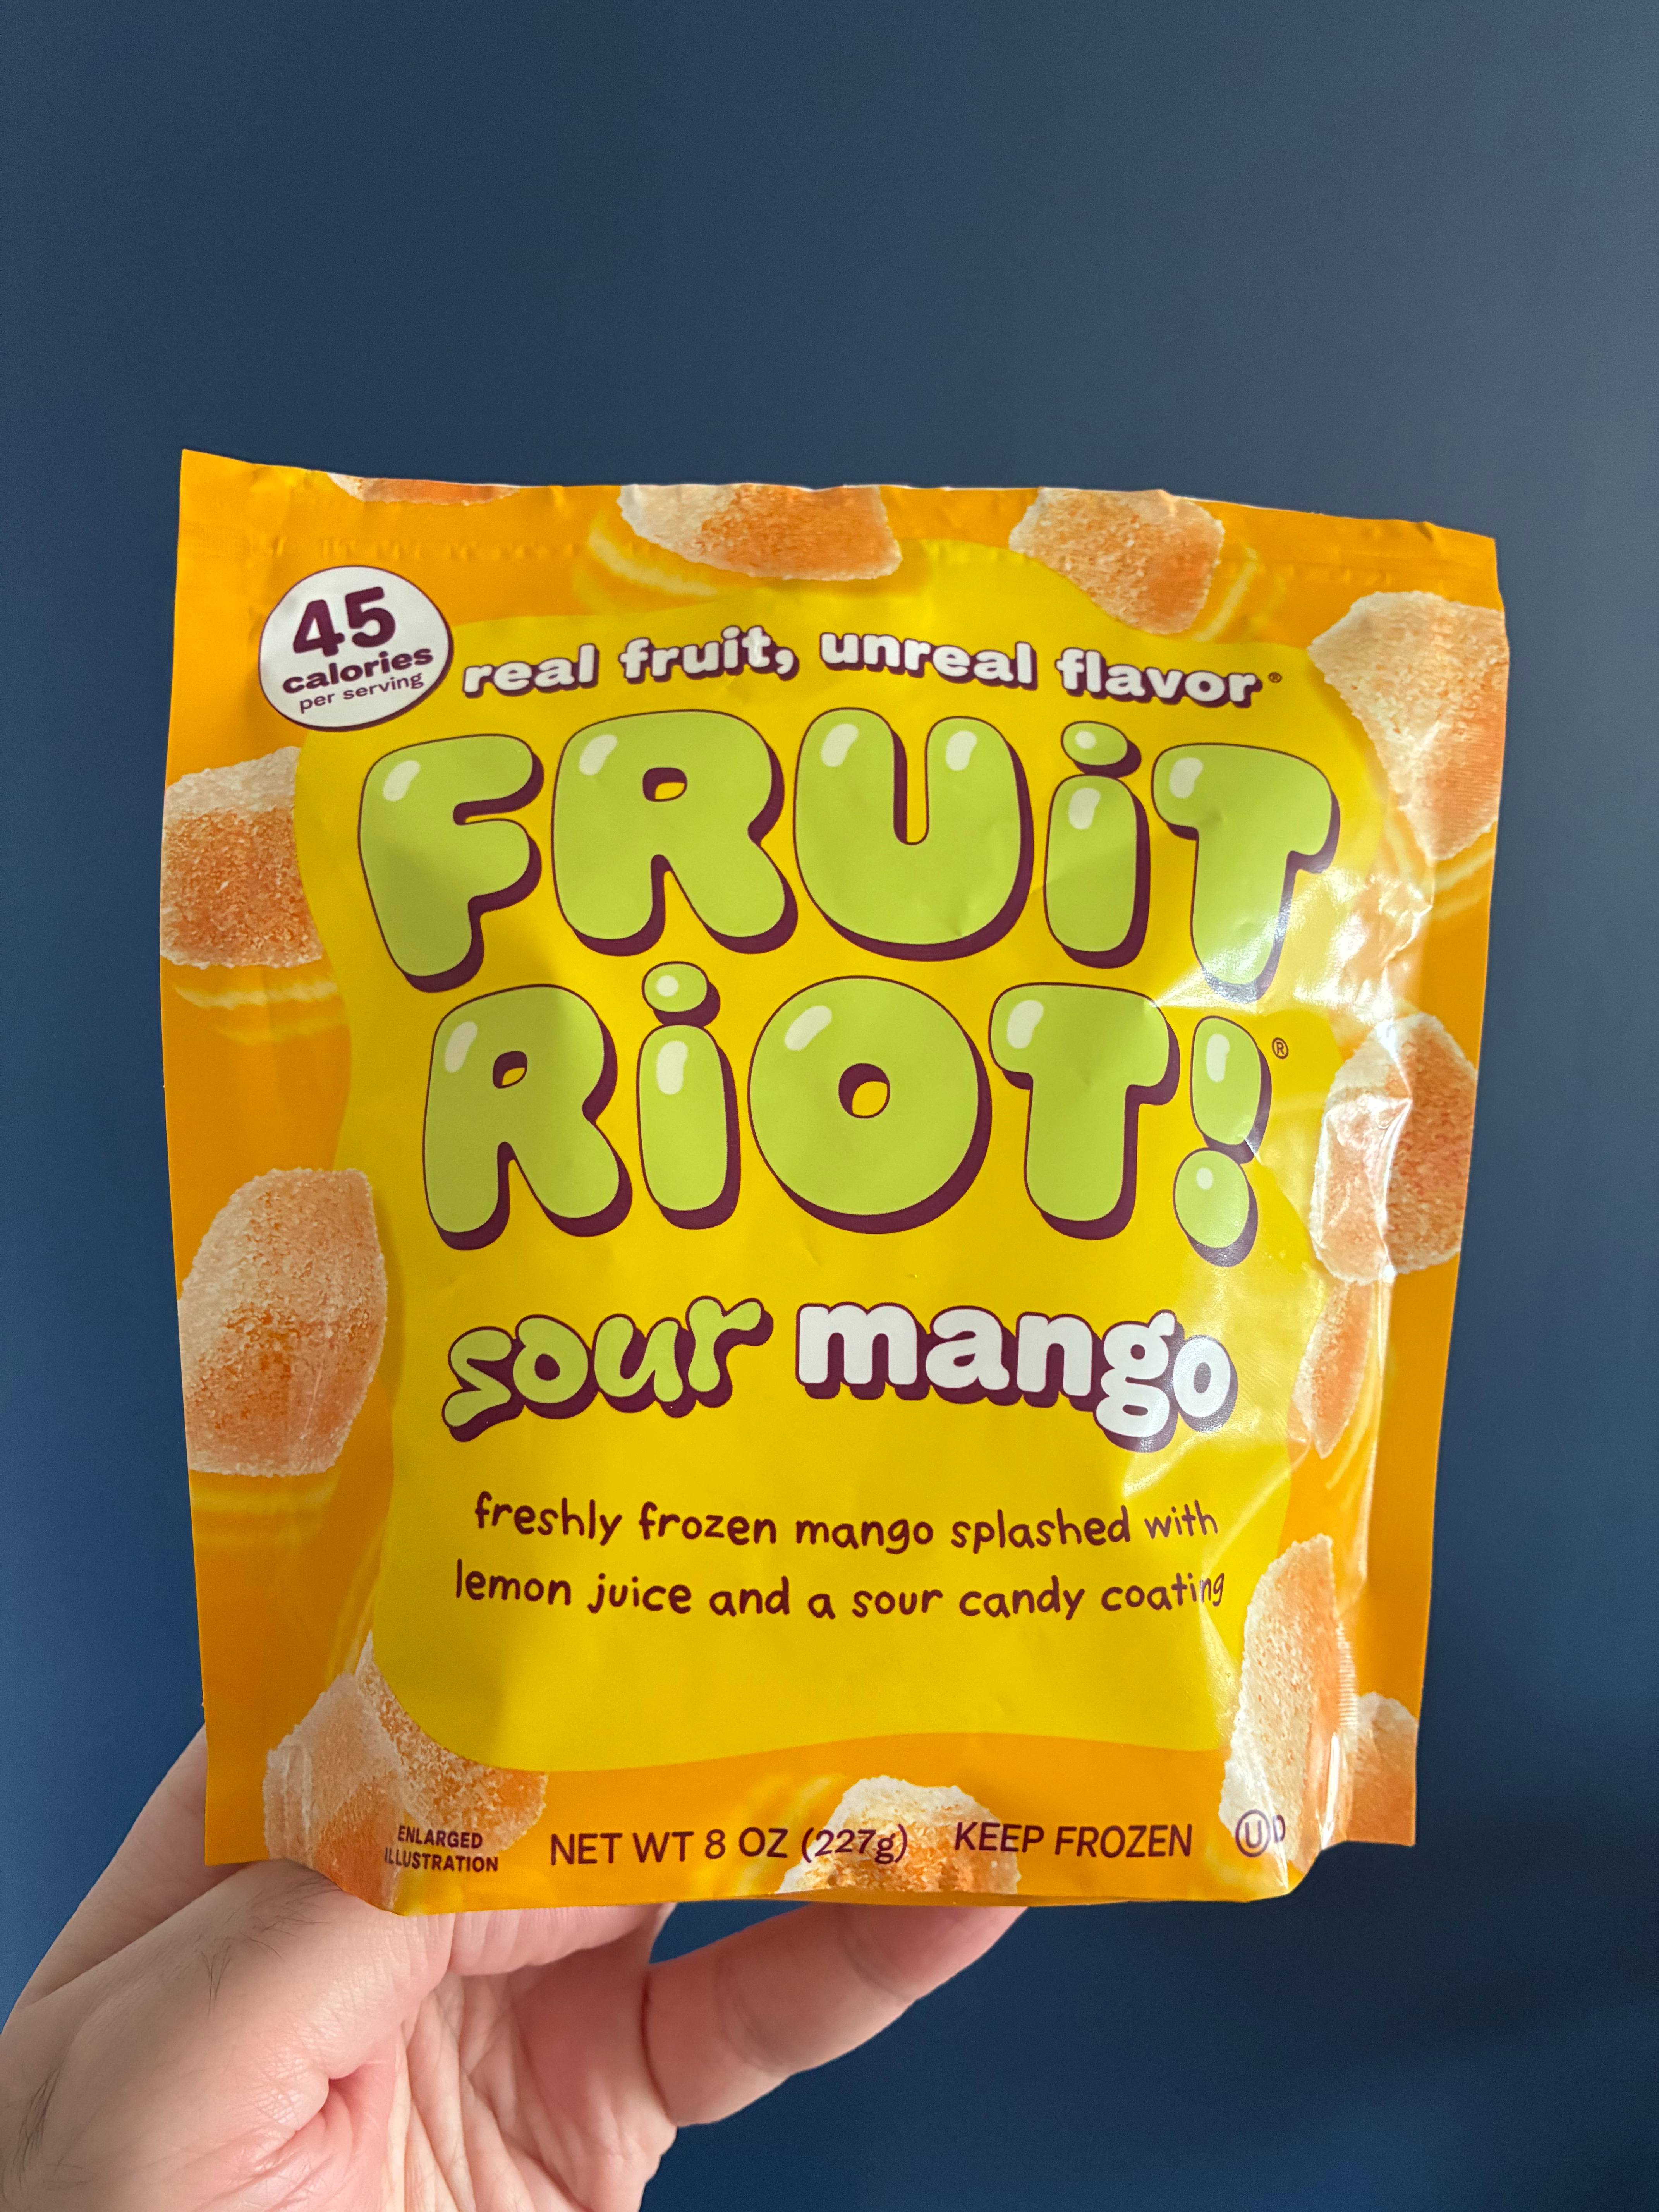 45
calories
per serving
real fruit, unreal flavor®
FRUiT
RiOT!®
sour mango
freshly frozen mango splashed with
lemon juice and a sour candy coating
ENLARGED
ILLUSTRATION
NET WT 8 OZ (227g) KEEP FROZEN U D